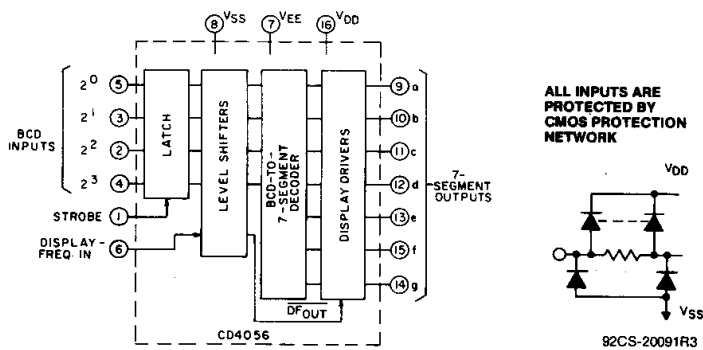 8 VSS
7 VEE
16 VDD
BCD
INPUTS
2^0 5
2^1 3
2^2 2
2^3 4
STROBE 1
DISPLAY-
FREQ. IN
6
LATCH
LEVEL SHIFTERS
BCD-TO-
7-SEGMENT
DECODER
DISPLAY DRIVERS
9 a
10 b
11 c
12 d
13 e
15 f
14 g
7-
SEGMENT
OUTPUTS
DFOUT
CD4056
ALL INPUTS ARE
PROTECTED BY
CMOS PROTECTION
NETWORK
VDD
VSS
92CS-20091R3